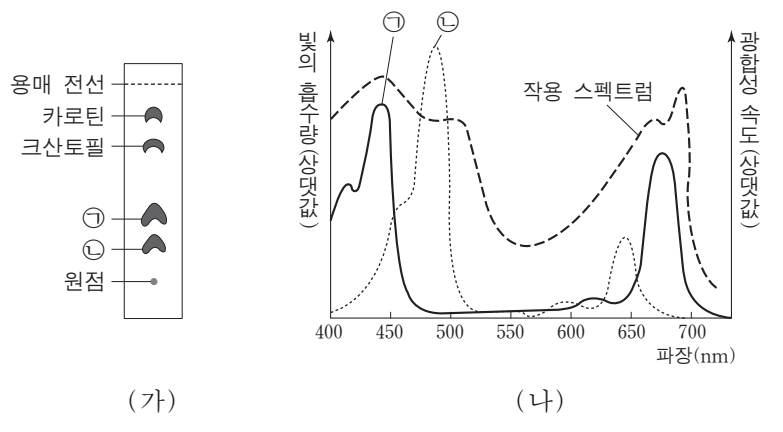 용매 전선
카로틴
크산토필
㉠
㉡
원점
(가)
㉠ ㉡
빛의 흡수량(상댓값)
광합성 속도(상댓값)
작용 스펙트럼
400 450 500 550 600 650 700
파장(nm)
(나)